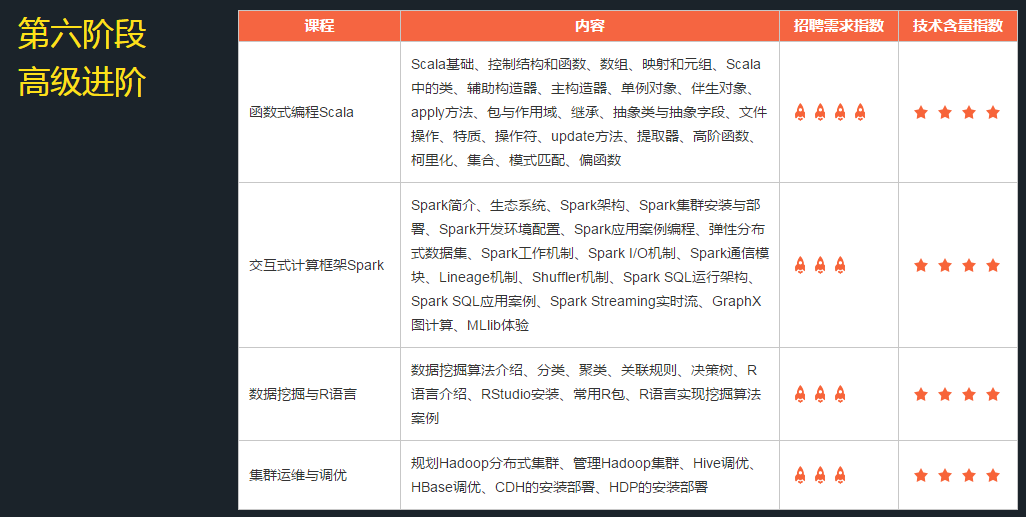 第六阶段
高级进阶
课程 内容 招聘需求指数 技术含量指数
函数式编程Scala
Scala基础、控制结构和函数、数组、映射和元组、Scala
中的类、辅助构造器、主构造器、单例对象、伴生对象、
apply方法、包与作用域、继承、抽象类与抽象字段、文件
操作、特质、操作符、update方法、提取器、高阶函数、
柯里化、集合、模式匹配、偏函数
交互式计算框架Spark
Spark简介、生态系统、Spark架构、Spark集群安装与部
署、Spark开发环境配置、Spark应用案例编程、弹性分布
式数据集、Spark工作机制、Spark I/O机制、Spark通信模
块、Lineage机制、Shuffler机制、Spark SQL运行架构、
Spark SQL应用案例、Spark Streaming实时流、GraphX
图计算、MLlib体验
数据挖掘与R语言
数据挖掘算法介绍、分类、聚类、关联规则、决策树、R
语言介绍、RStudio安装、常用R包、R语言实现挖掘算法
案例
集群运维与调优
规划Hadoop分布式集群、管理Hadoop集群、Hive调优、
HBase调优、CDH的安装部署、HDP的安装部署